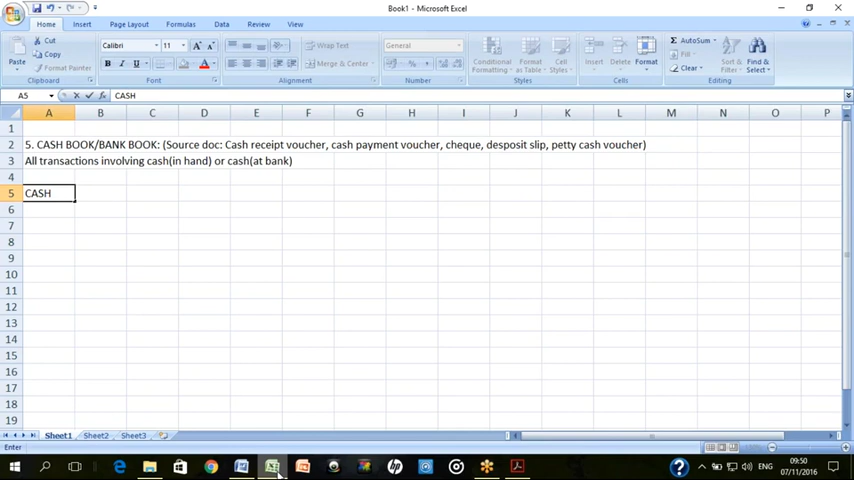 Book1 - Microsoft Excel
Home Insert Page Layout Formulas Data Review View
Paste
Cut
Copy
Format Painter
Clipboard
Calibri 11
B I U
Font
Wrap Text
Merge & Center
Alignment
General
Number
Conditional Formatting
Format as Table
Cell Styles
Styles
Insert Delete Format
Cells
AutoSum
Fill
Clear
Sort & Filter
Find & Select
Editing
A5 CASH
A B C D E F G H I J K L M N O P
1
2 5. CASH BOOK/BANK BOOK: (Source doc: Cash receipt voucher, cash payment voucher, cheque, desposit slip, petty cash voucher)
3 All transactions involving cash(in hand) or cash(at bank)
4
5 CASH
6
7
8
9
10
11
12
13
14
15
16
17
18
19
Sheet1 Sheet2 Sheet3
Enter 100%
ENG
09:50
07/11/2016